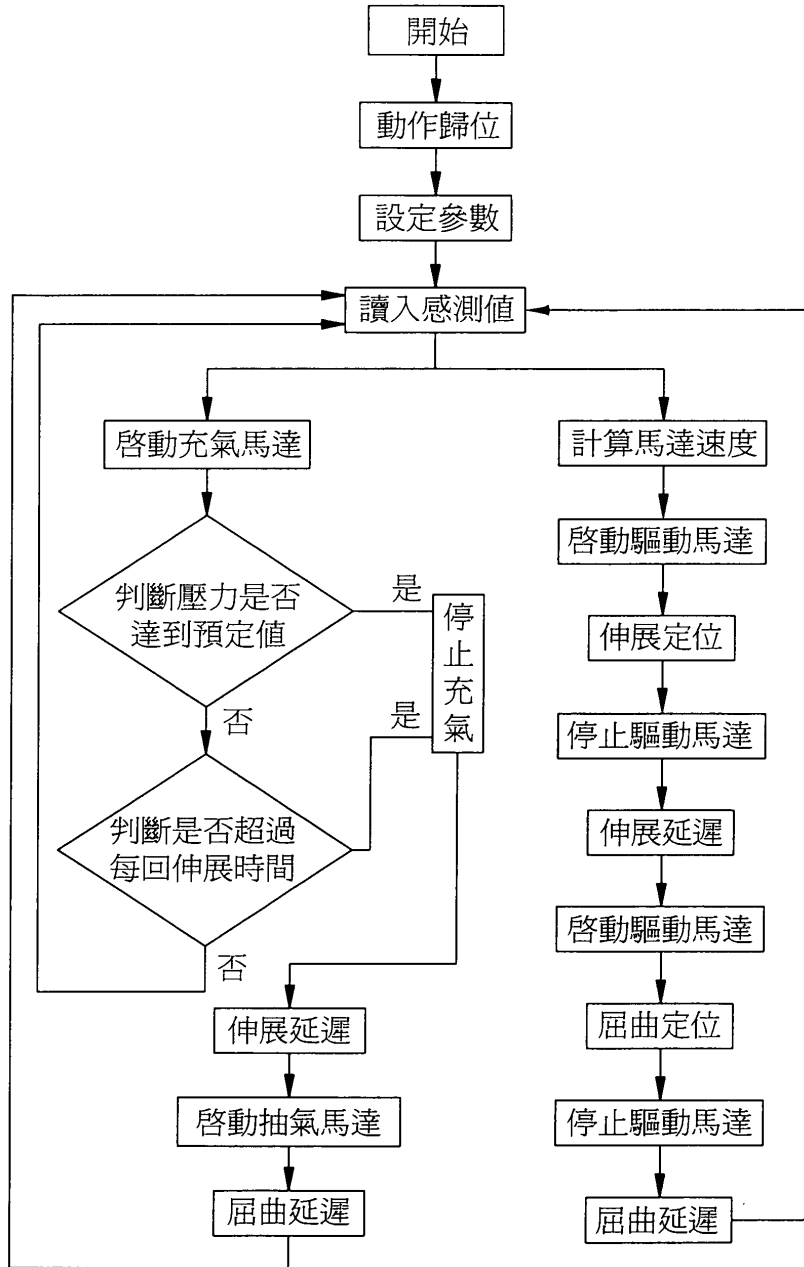 開始
動作歸位
設定參數
讀入感測值
啓動充氣馬達
判斷壓力是否
達到預定值
是
停止充氣
否
是
判斷是否超過
每回伸展時間
否
伸展延遲
啓動抽氣馬達
屈曲延遲
計算馬達速度
啓動驅動馬達
伸展定位
停止驅動馬達
伸展延遲
啓動驅動馬達
屈曲定位
停止驅動馬達
屈曲延遲